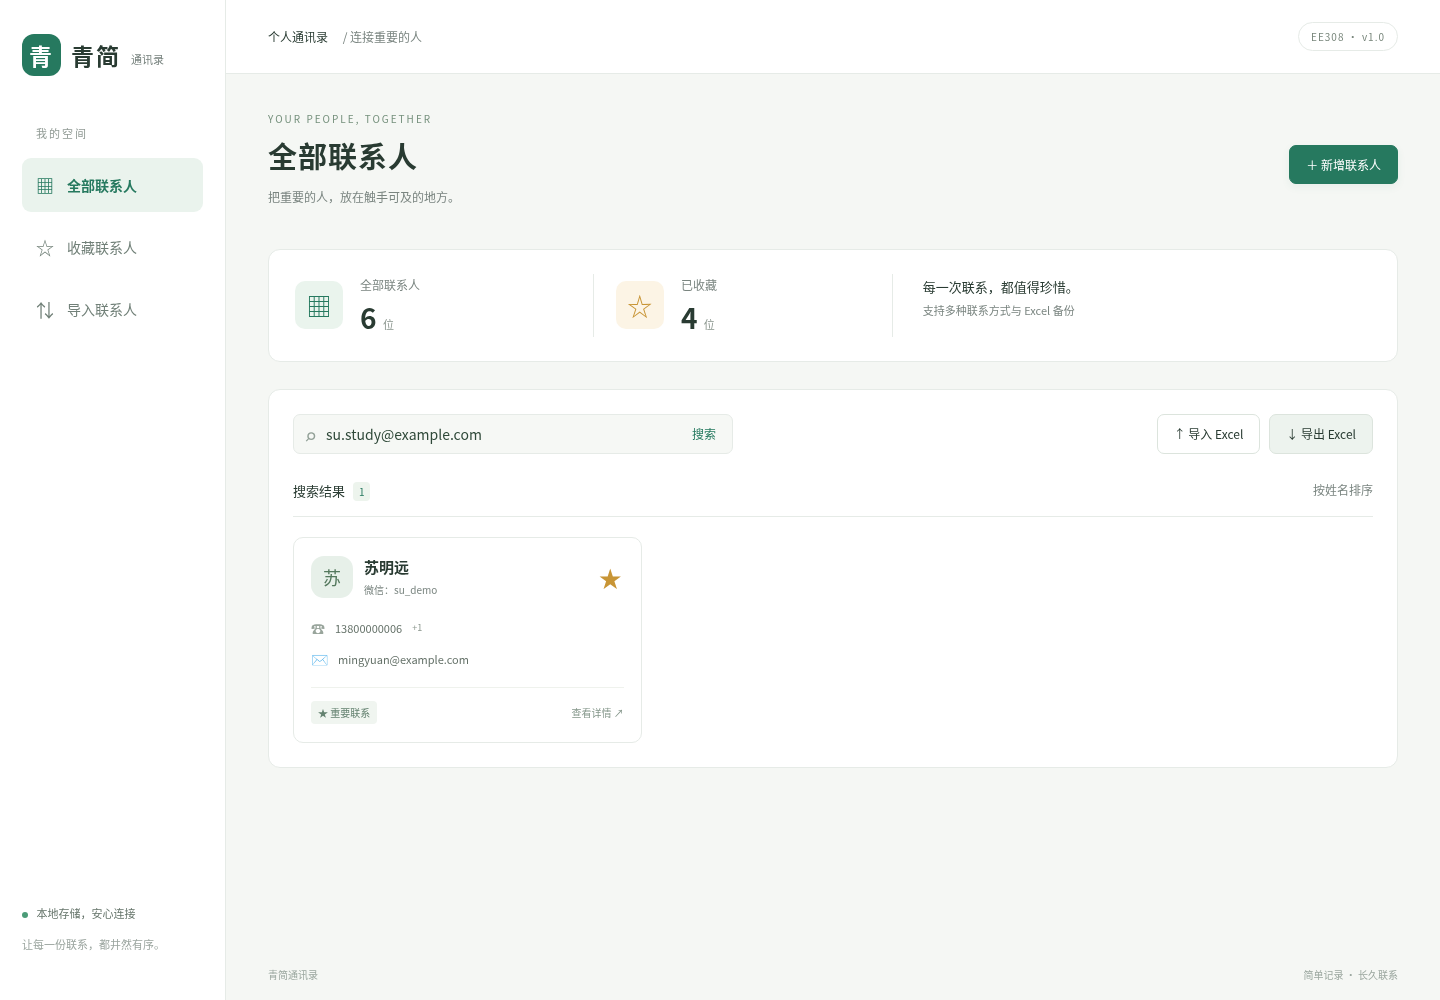 青 青简 通讯录
我的空间
全部联系人
收藏联系人
导入联系人
本地存储，安心连接
让每一份联系，都井然有序。
个人通讯录 / 连接重要的人
EE308 · v1.0
YOUR PEOPLE, TOGETHER
全部联系人
把重要的人，放在触手可及的地方。
＋ 新增联系人
全部联系人
6 位
已收藏
4 位
每一次联系，都值得珍惜。
支持多种联系方式与 Excel 备份
su.study@example.com 搜索
↑ 导入 Excel
↓ 导出 Excel
搜索结果 1
按姓名排序
苏 苏明远
微信：su_demo
13800000006 +1
mingyuan@example.com
★ 重要联系
查看详情 ↗
青简通讯录
简单记录 · 长久联系